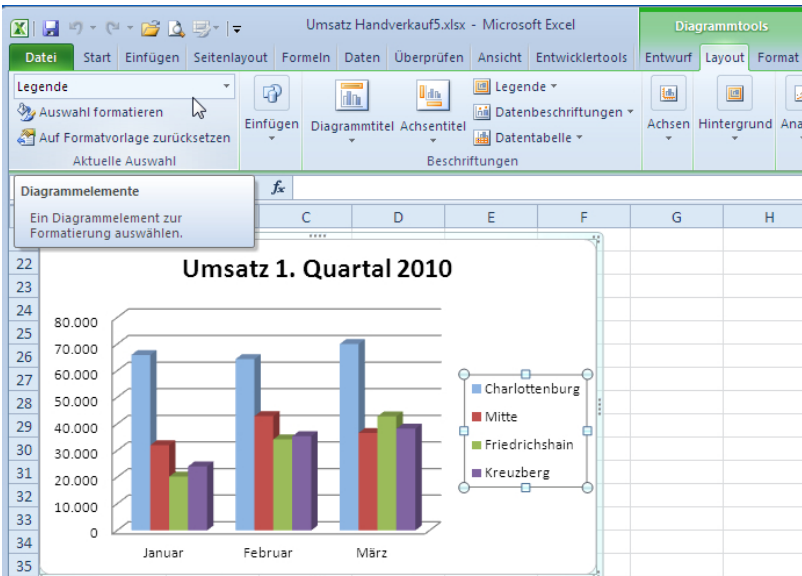 Umsatz Handverkauf5.xlsx - Microsoft Excel
Diagrammtools
Datei Start Einfügen Seitenlayout Formeln Daten Überprüfen Ansicht Entwicklertools Entwurf Layout Format
Legende
Auswahl formatieren
Auf Formatvorlage zurücksetzen
Aktuelle Auswahl
Einfügen
Diagrammtitel
Achsentitel
Legende
Datenbeschriftungen
Datentabelle
Beschriftungen
Achsen
Hintergrund
Ana
Diagrammelemente
Ein Diagrammelement zur
Formatierung auswählen.
fx
C D E F G H
22
23
24
25
26
27
28
29
30
31
32
33
34
35
Umsatz 1. Quartal 2010
80.000
70.000
60.000
50.000
40.000
30.000
20.000
10.000
0
Januar Februar März
Charlottenburg
Mitte
Friedrichshain
Kreuzberg